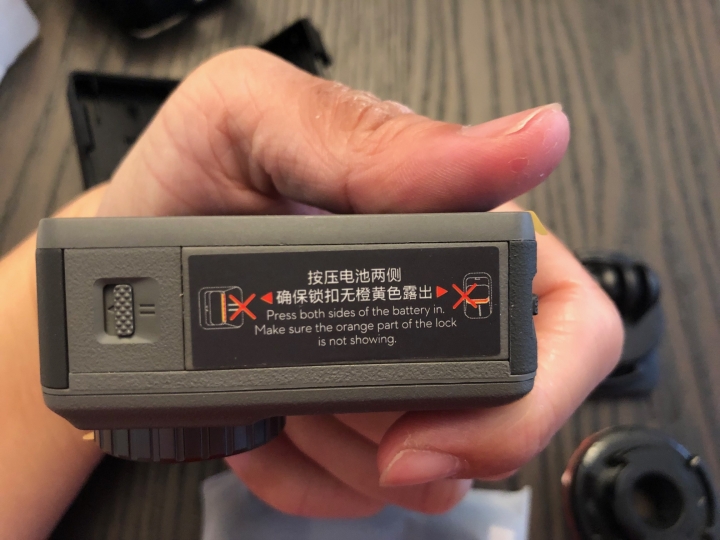 按压电池两侧
确保锁扣无橙黄色露出
Press both sides of the battery in.
Make sure the orange part of the lock
is not showing.